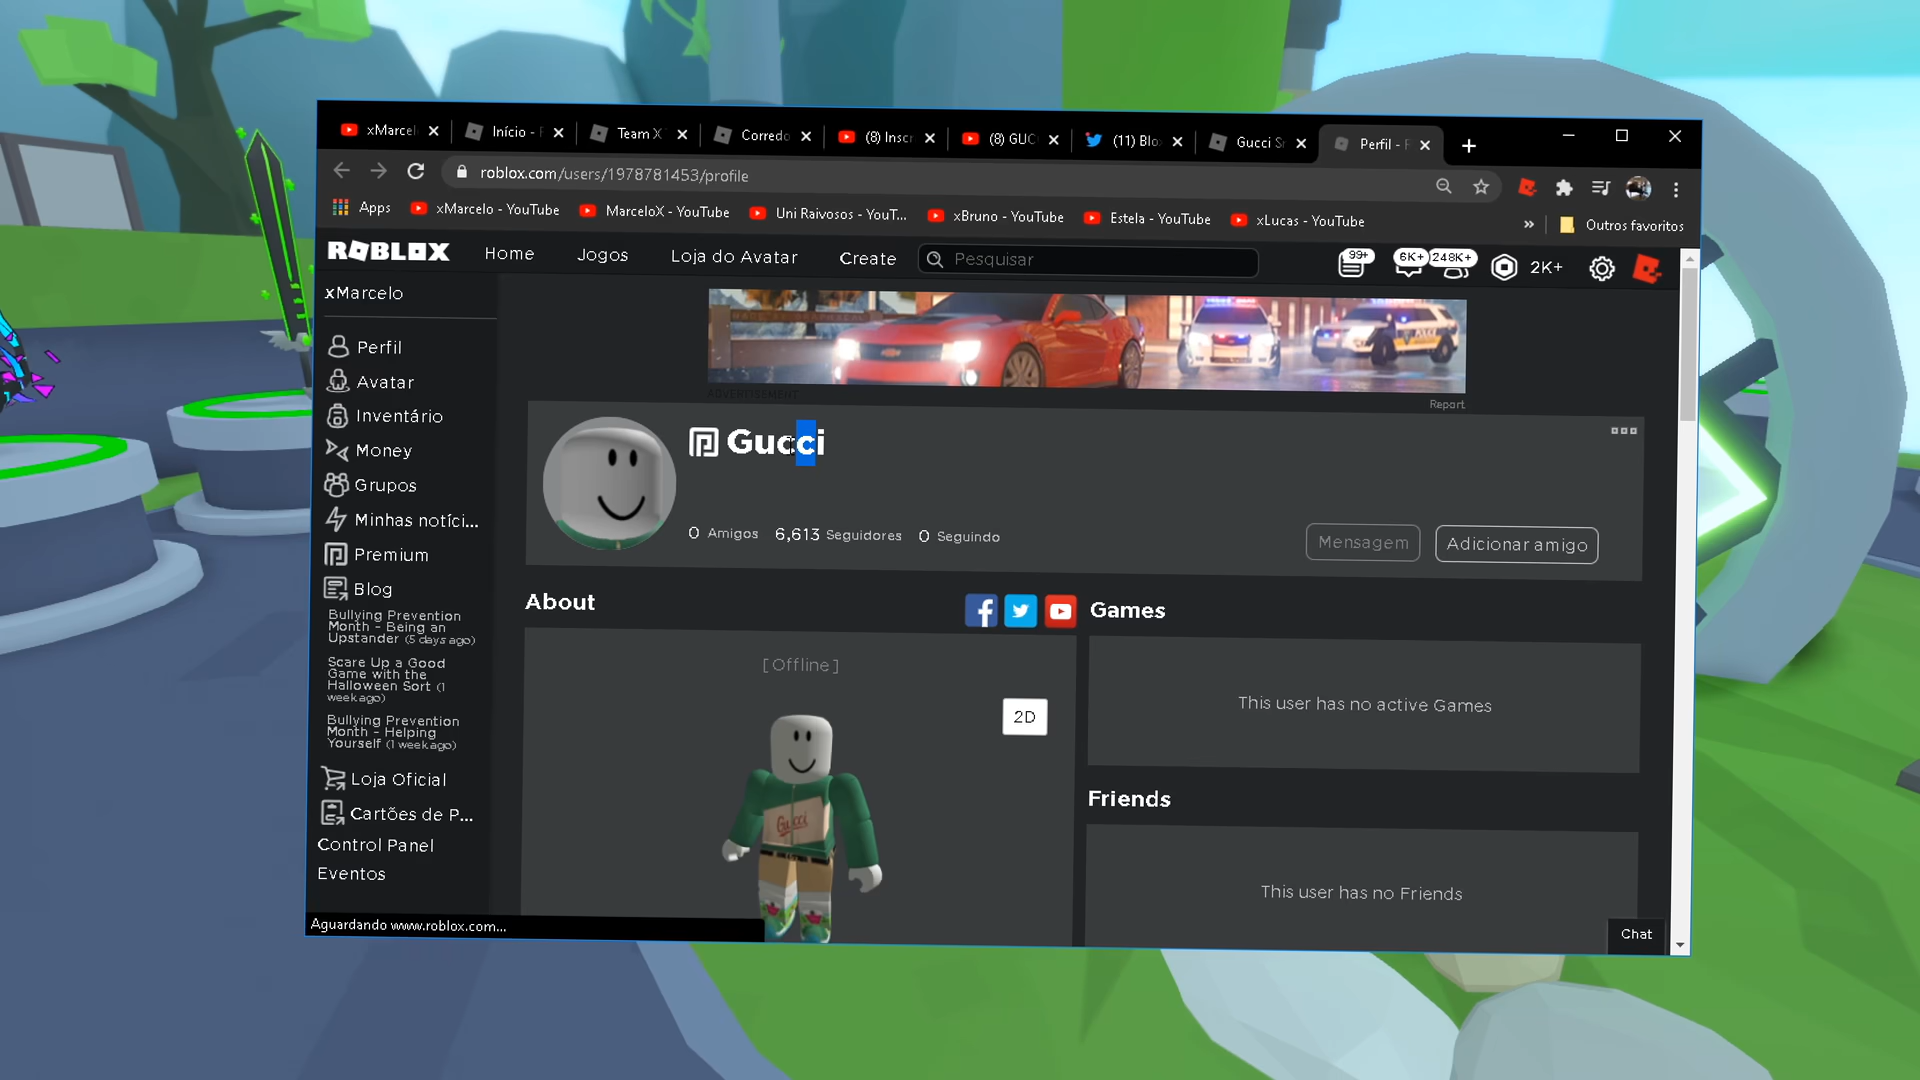 xMarcel
Início -
Team X
Corredo
(8) Inscr
(8) GUC
(11) Blo
Gucci S
Perfil -
roblox.com/users/1978781453/profile
Apps
xMarcelo - YouTube
MarceloX - YouTube
Uni Raivosos - YouT...
xBruno - YouTube
Estela - YouTube
xLucas - YouTube
»
Outros favoritos
ROBLOX
Home
Jogos
Loja do Avatar
Create
Pesquisar
99+
6K+
248K+
2K+
xMarcelo
Perfil
Avatar
Inventário
Money
Grupos
Minhas notíci...
Premium
Blog
Bullying Prevention
Month - Being an
Upstander (5 days ago)
Scare Up a Good
Game with the
Halloween Sort (1
week ago)
Bullying Prevention
Month - Helping
Yourself (1 week ago)
Loja Oficial
Cartões de P...
Control Panel
Eventos
ADVERTISEMENT
Report
Gucci
0 Amigos 6,613 Seguidores 0 Seguindo
Mensagem
Adicionar amigo
About
[ Offline ]
2D
Gucci
Games
This user has no active Games
Friends
This user has no Friends
Chat
Aguardando www.roblox.com...